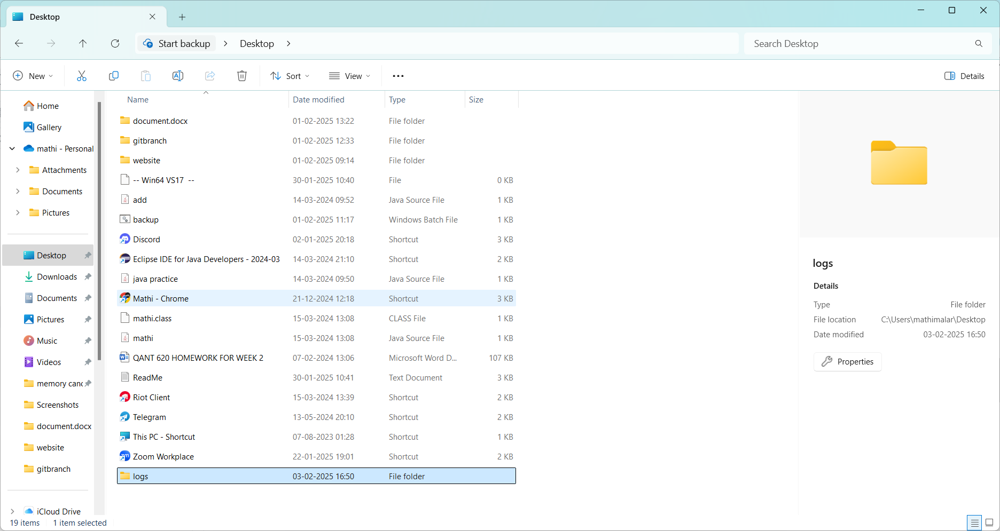 Desktop
Start backup > Desktop >
Search Desktop
New
Sort
View
Details
Home
Gallery
mathi - Personal
Attachments
Documents
Pictures
Desktop
Downloads
Documents
Pictures
Music
Videos
memory canc
Screenshots
document.docx
website
gitbranch
iCloud Drive
Name Date modified Type Size
document.docx 01-02-2025 13:22 File folder
gitbranch 01-02-2025 12:33 File folder
website 01-02-2025 09:14 File folder
-- Win64 VS17  -- 30-01-2025 10:40 File 0 KB
add 14-03-2024 09:52 Java Source File 1 KB
backup 01-02-2025 11:17 Windows Batch File 1 KB
Discord 02-01-2025 20:18 Shortcut 3 KB
Eclipse IDE for Java Developers - 2024-03 14-03-2024 21:10 Shortcut 2 KB
java practice 14-03-2024 09:50 Java Source File 1 KB
Mathi - Chrome 21-12-2024 12:18 Shortcut 3 KB
mathi.class 15-03-2024 13:08 CLASS File 1 KB
mathi 15-03-2024 13:08 Java Source File 1 KB
QANT 620 HOMEWORK FOR WEEK 2 07-02-2024 13:06 Microsoft Word D... 107 KB
ReadMe 30-01-2025 10:41 Text Document 3 KB
Riot Client 15-03-2024 13:39 Shortcut 2 KB
Telegram 13-05-2024 20:10 Shortcut 2 KB
This PC - Shortcut 07-08-2023 01:28 Shortcut 1 KB
Zoom Workplace 22-01-2025 19:01 Shortcut 2 KB
logs 03-02-2025 16:50 File folder
logs
Details
Type File folder
File location C:\Users\mathimalar\Desktop
Date modified 03-02-2025 16:50
Properties
19 items 1 item selected